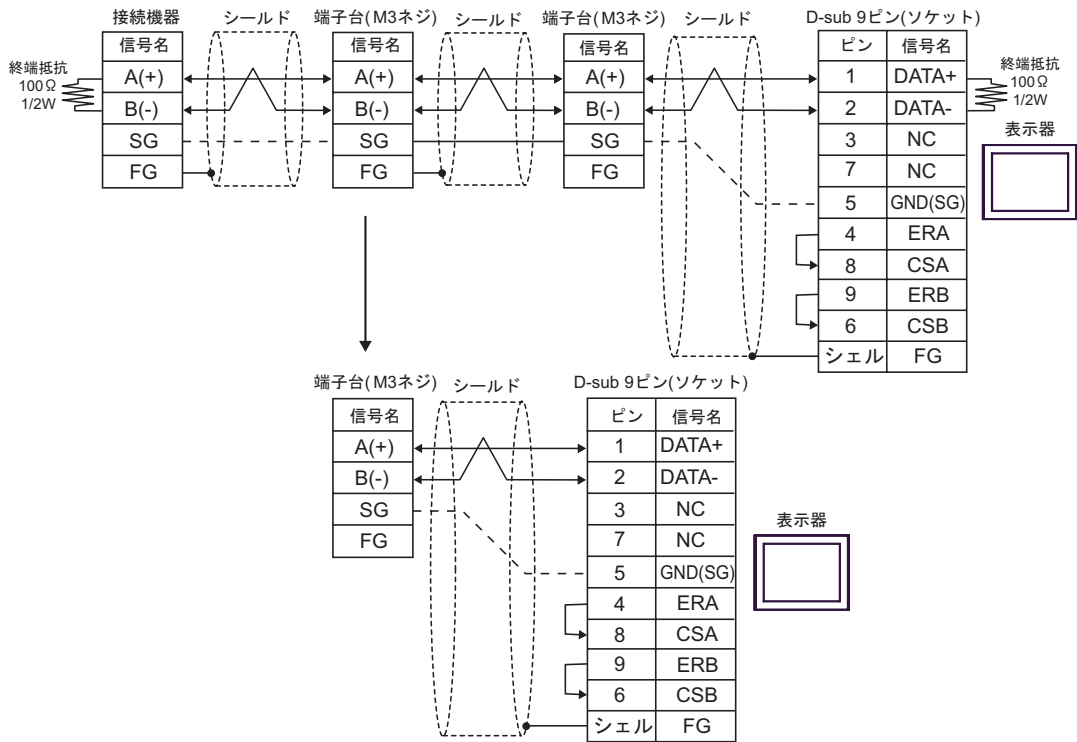 接続機器 シールド 端子台(M3ネジ) シールド 端子台(M3ネジ) シールド D-sub 9ピン(ソケット)
信号名 信号名 信号名 ピン 信号名
終端抵抗
100Ω
1/2W
A(+) A(+) A(+) 1 DATA+
終端抵抗
100Ω
1/2W
B(-) B(-) B(-) 2 DATA-
SG SG SG 3 NC
表示器
FG FG FG 7 NC
5 GND(SG)
4 ERA
8 CSA
9 ERB
6 CSB
シェル FG
端子台(M3ネジ) シールド D-sub 9ピン(ソケット)
信号名 ピン 信号名
A(+) 1 DATA+
B(-) 2 DATA-
SG 3 NC
表示器
FG 7 NC
5 GND(SG)
4 ERA
8 CSA
9 ERB
6 CSB
シェル FG